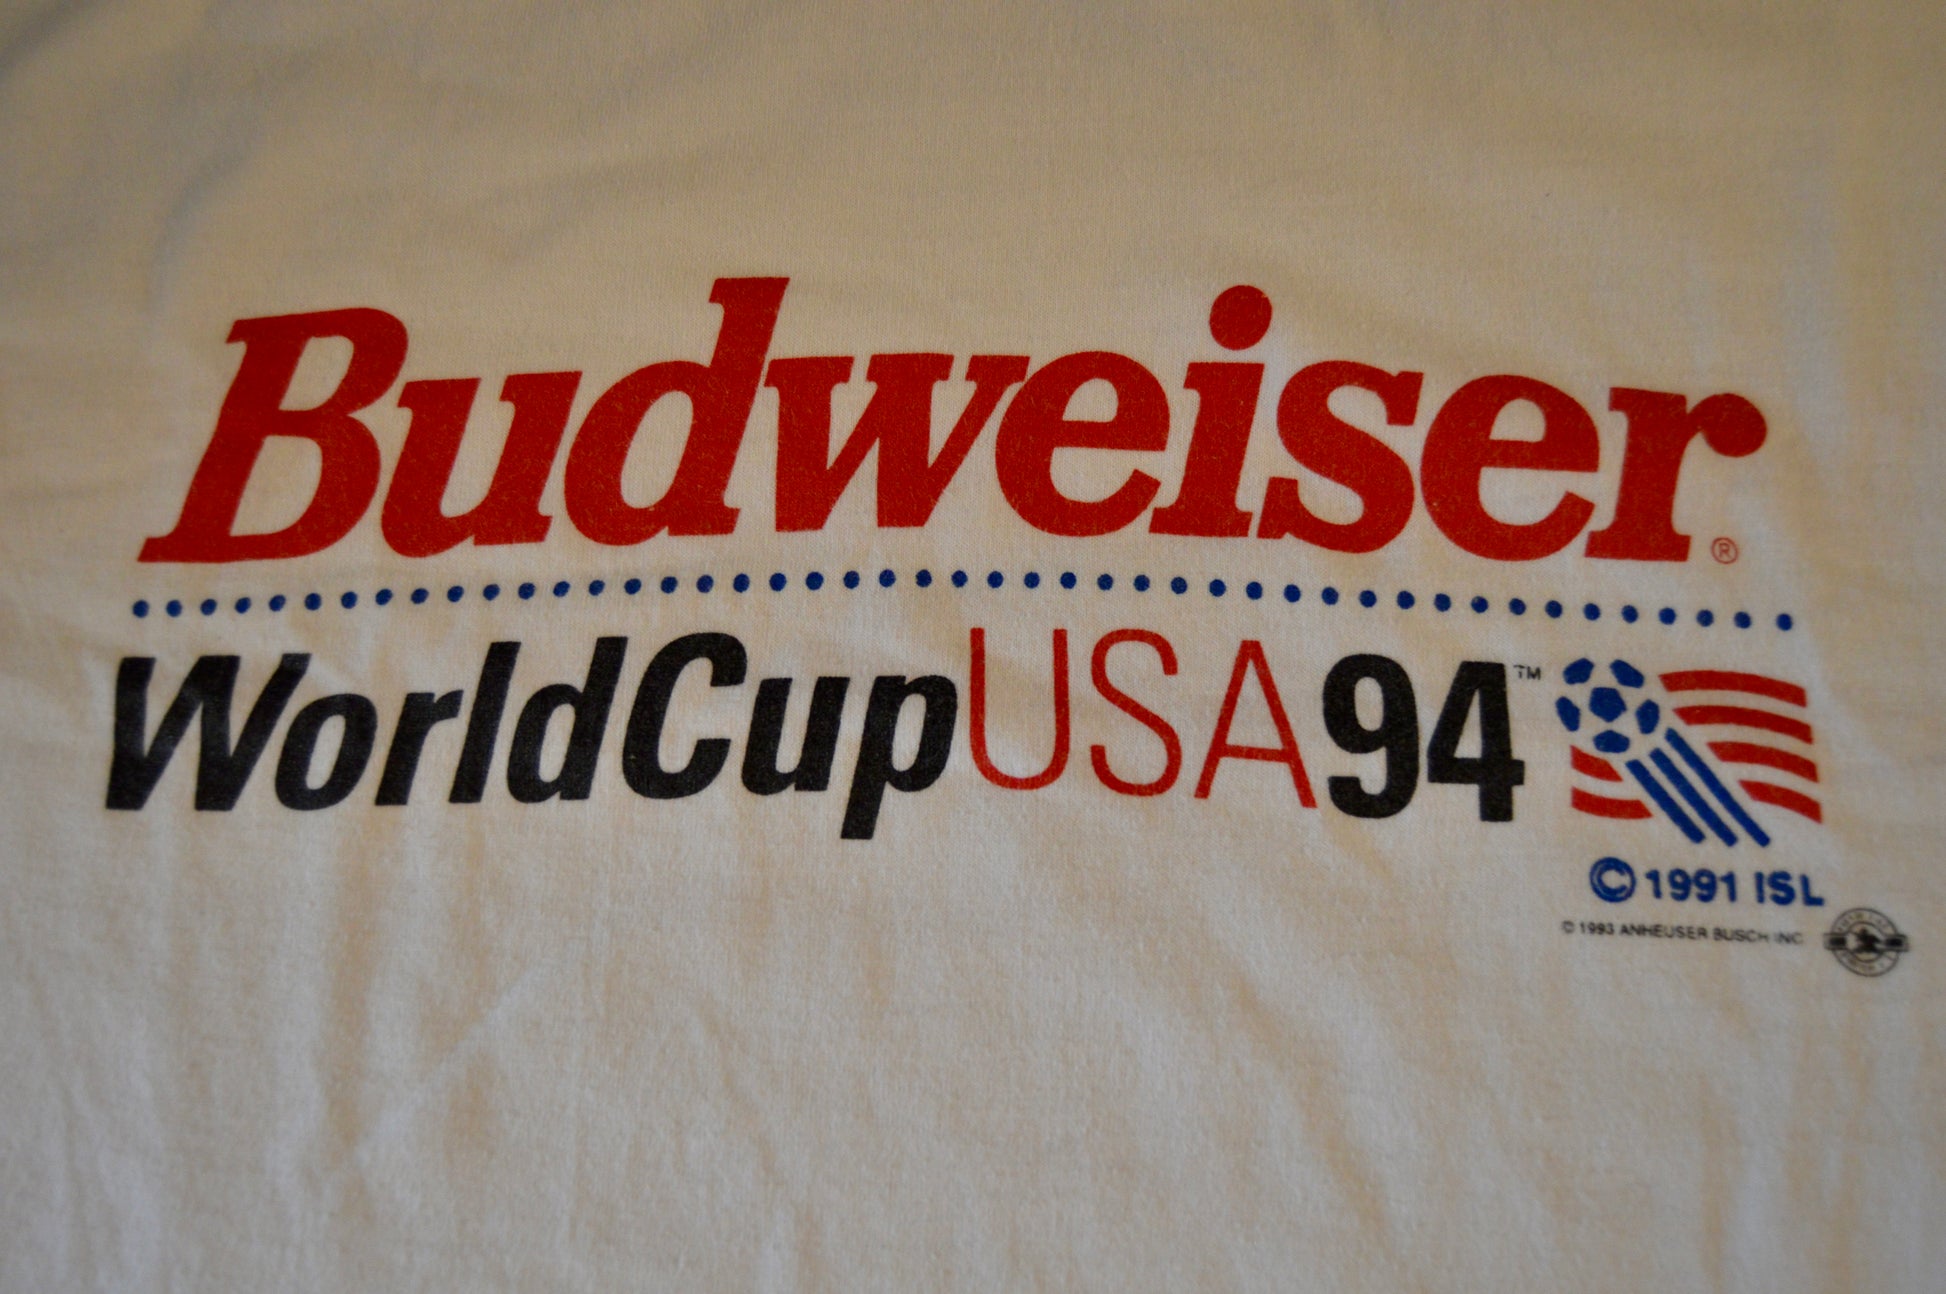 Budweiser®
WorldCupUSA94™
© 1991 ISL
© 1993 ANHEUSER BUSCH INC